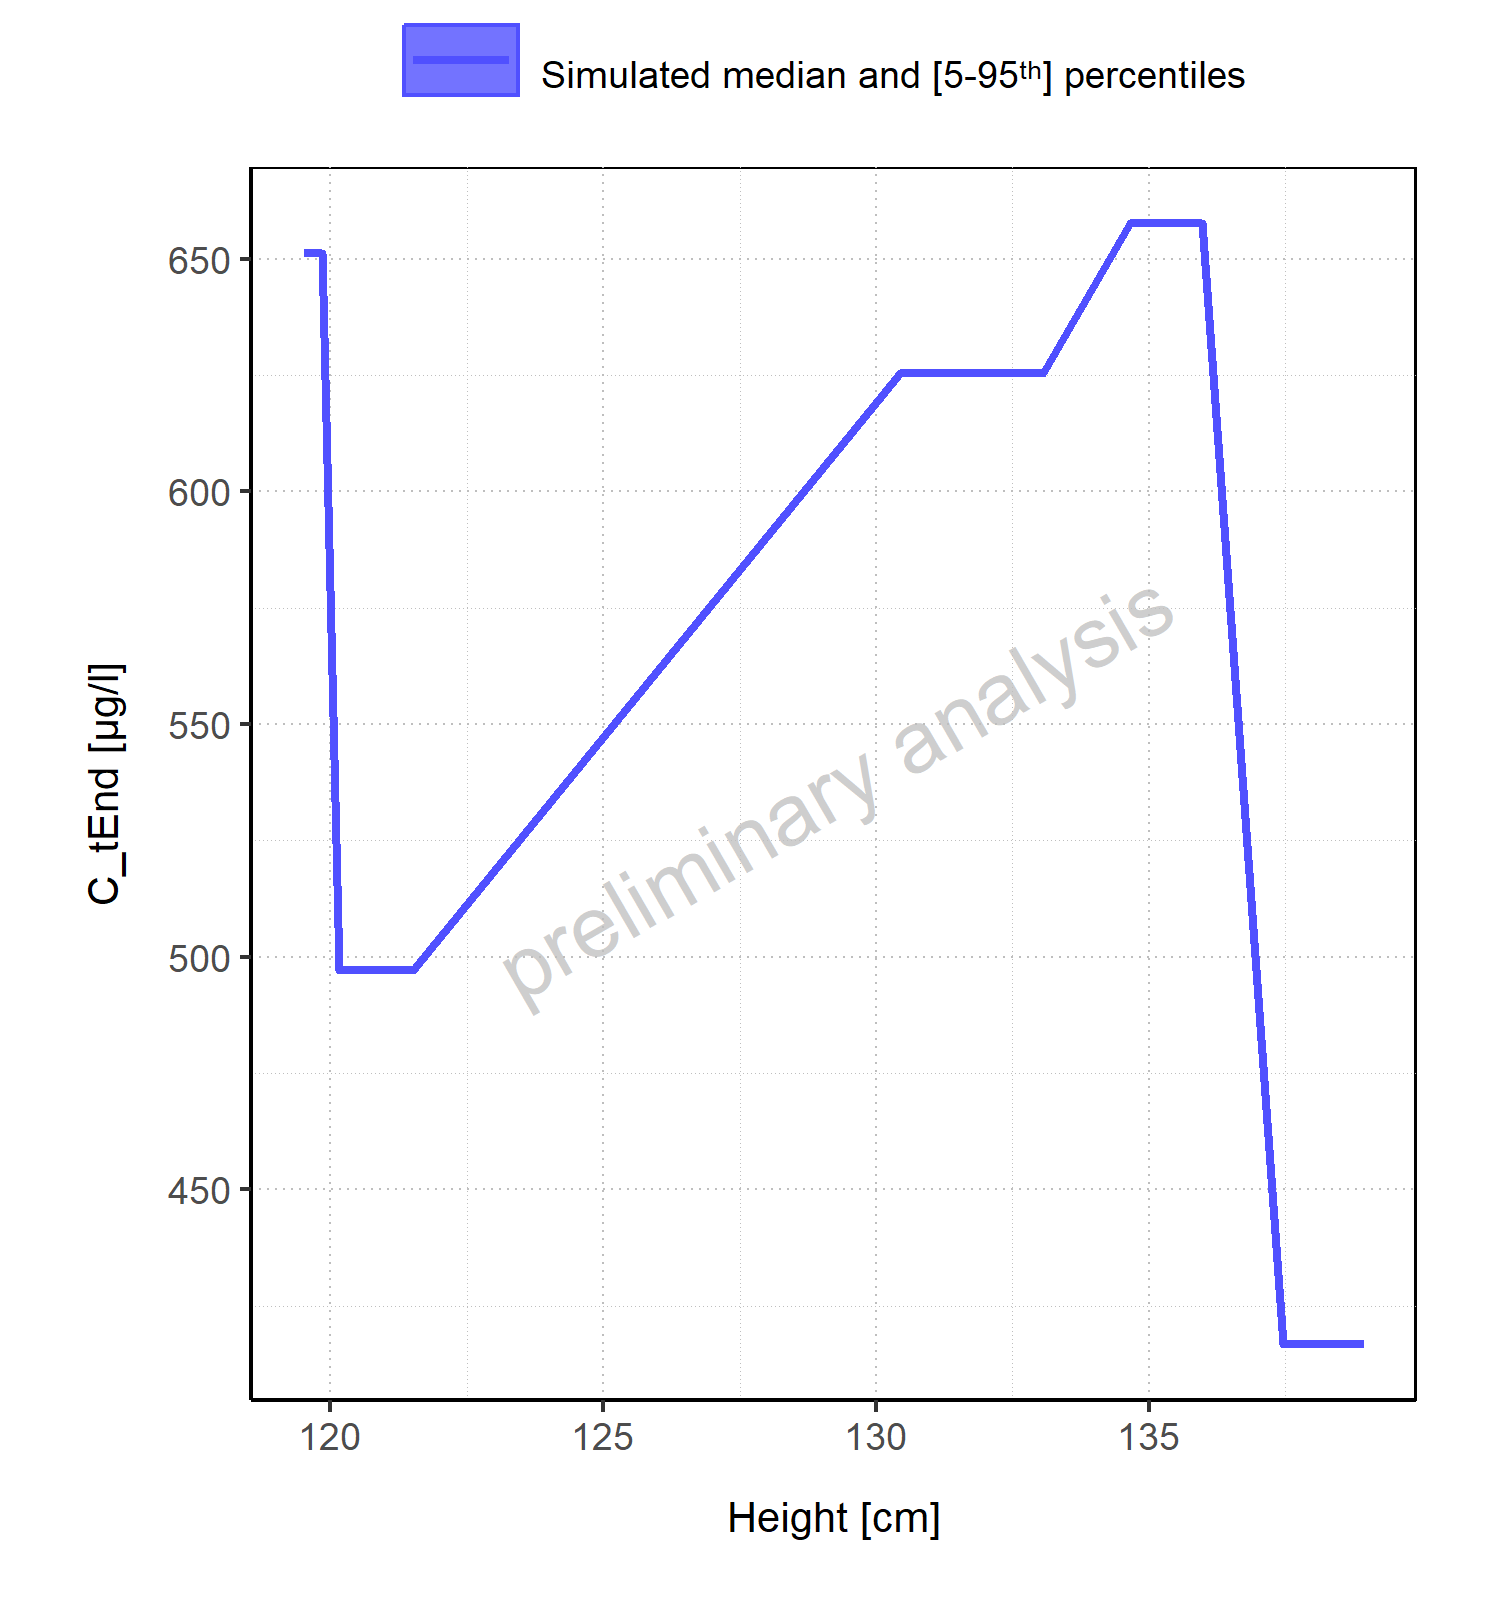 Simulated median and [5-95th] percentiles
650
600
550
500
450
C_tEnd [µg/l]
preliminary analysis
120 125 130 135
Height [cm]